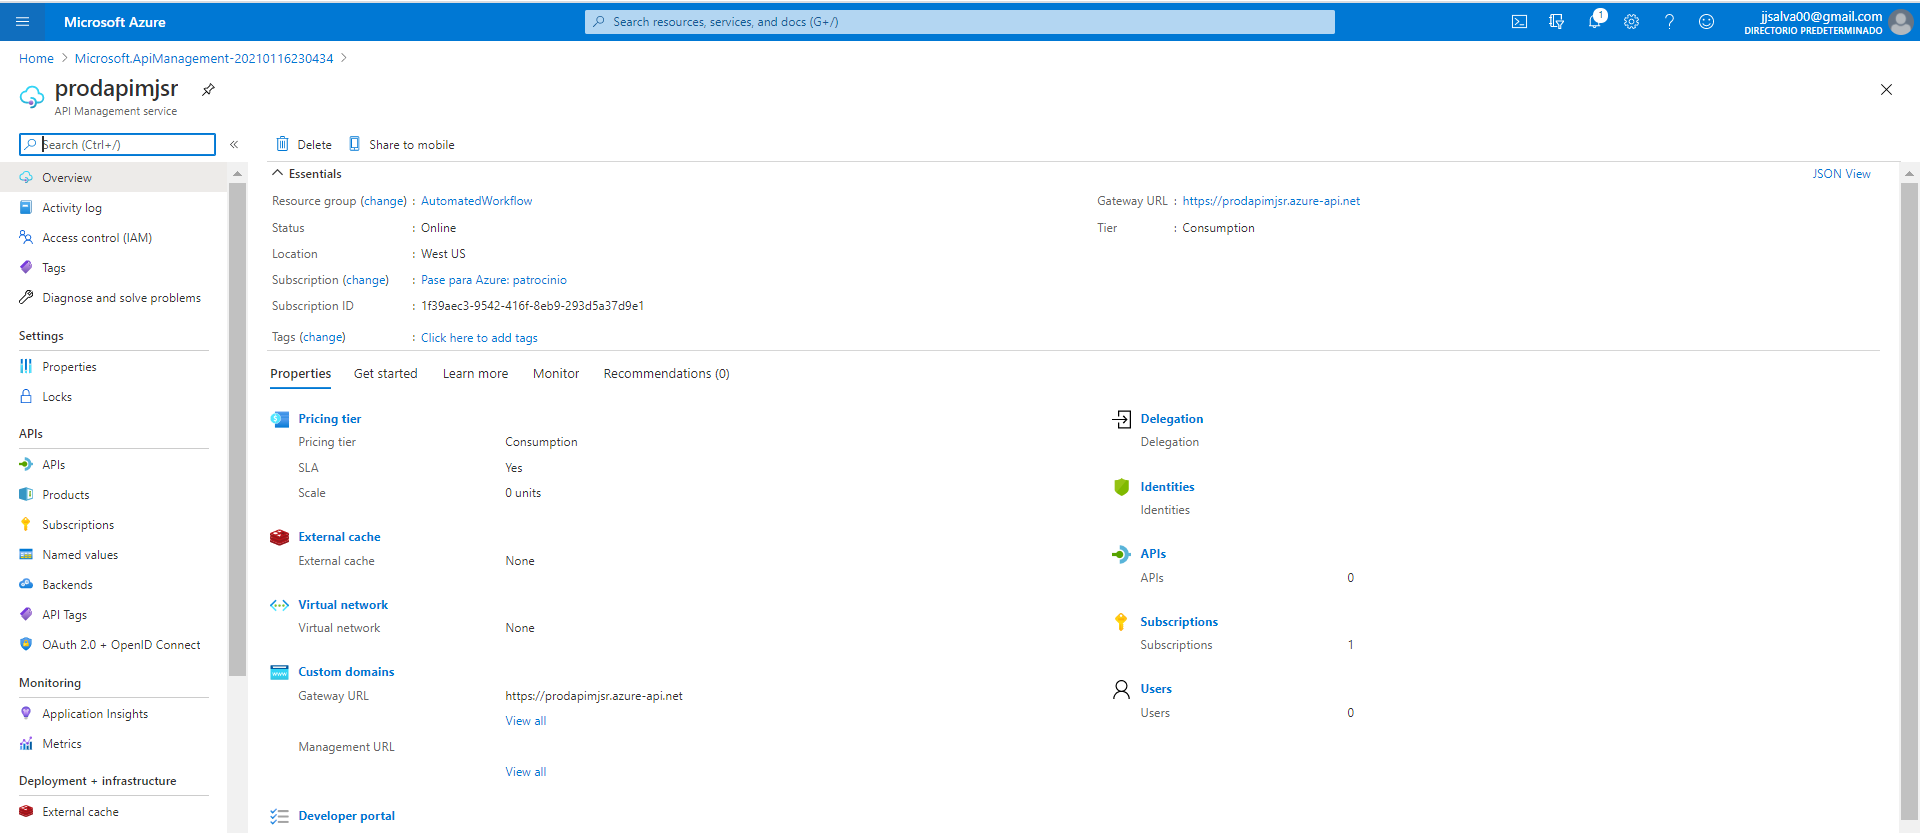 Microsoft Azure
Search resources, services, and docs (G+/)
1
jjsalva00@gmail.com
DIRECTORIO PREDETERMINADO
Home > Microsoft.ApiManagement-20210116230434 >
prodapimjsr
API Management service
Search (Ctrl+/)
«
Overview
Activity log
Access control (IAM)
Tags
Diagnose and solve problems
Settings
Properties
Locks
APIs
APIs
Products
Subscriptions
Named values
Backends
API Tags
OAuth 2.0 + OpenID Connect
Monitoring
Application Insights
Metrics
Deployment + infrastructure
External cache
Delete Share to mobile
Essentials
JSON View
Resource group (change) : AutomatedWorkflow
Status : Online
Location : West US
Subscription (change) : Pase para Azure: patrocinio
Subscription ID : 1f39aec3-9542-416f-8eb9-293d5a37d9e1
Tags (change) : Click here to add tags
Gateway URL : https://prodapimjsr.azure-api.net
Tier : Consumption
Properties Get started Learn more Monitor Recommendations (0)
Pricing tier
Pricing tier Consumption
SLA Yes
Scale 0 units
External cache
External cache None
Virtual network
Virtual network None
Custom domains
Gateway URL https://prodapimjsr.azure-api.net
View all
Management URL
View all
Developer portal
Delegation
Delegation
Identities
Identities
APIs
APIs 0
Subscriptions
Subscriptions 1
Users
Users 0